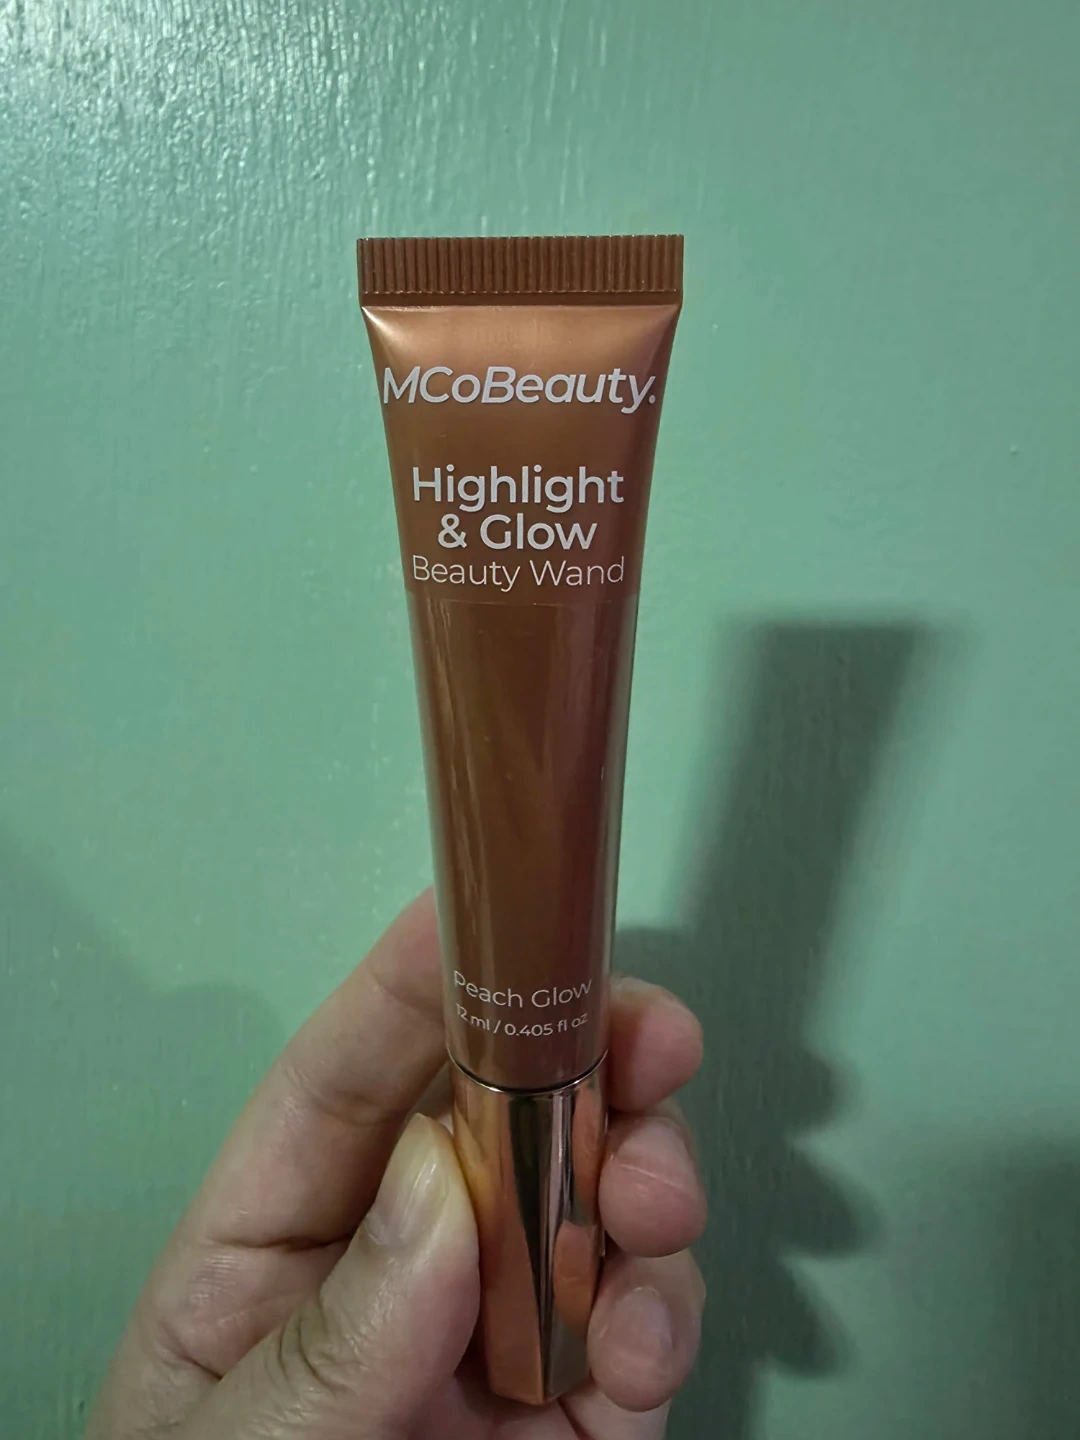 MCoBeauty.
Highlight
& Glow
Beauty Wand
Peach Glow
12 ml / 0.405 fl oz